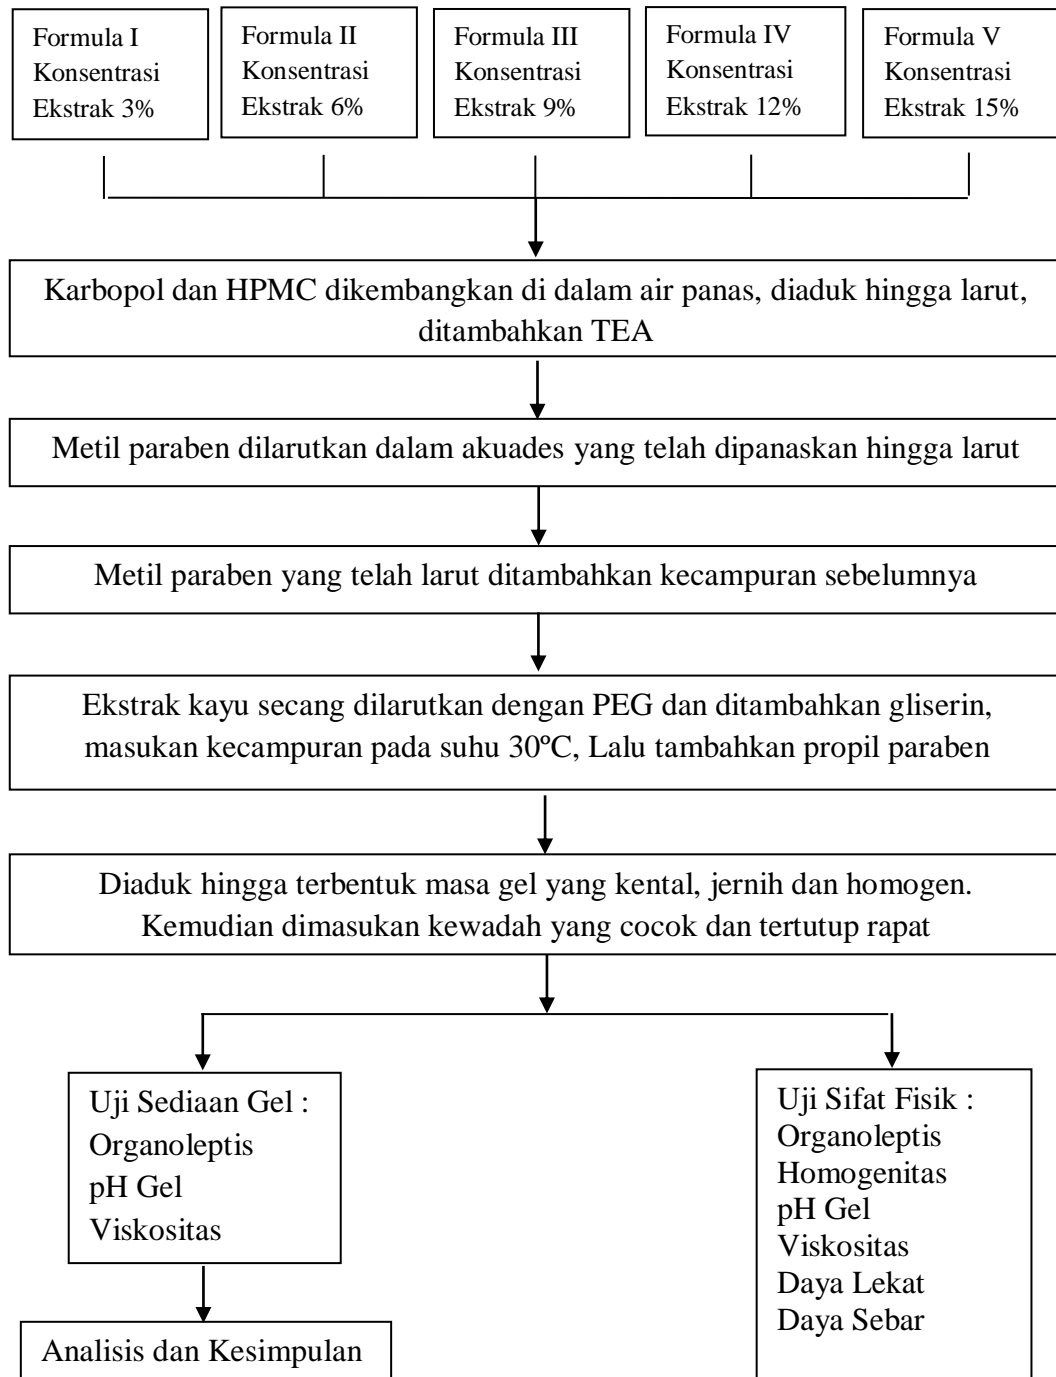 Formula I
Konsentrasi
Ekstrak 3%
Formula II
Konsentrasi
Ekstrak 6%
Formula III
Konsentrasi
Ekstrak 9%
Formula IV
Konsentrasi
Ekstrak 12%
Formula V
Konsentrasi
Ekstrak 15%
Karbopol dan HPMC dikembangkan di dalam air panas, diaduk hingga larut,
ditambahkan TEA
Metil paraben dilarutkan dalam akuades yang telah dipanaskan hingga larut
Metil paraben yang telah larut ditambahkan kecampuran sebelumnya
Ekstrak kayu secang dilarutkan dengan PEG dan ditambahkan gliserin,
masukan kecampuran pada suhu 30ºC, Lalu tambahkan propil paraben
Diaduk hingga terbentuk masa gel yang kental, jernih dan homogen.
Kemudian dimasukan kewadah yang cocok dan tertutup rapat
Uji Sediaan Gel :
Organoleptis
pH Gel
Viskositas
Analisis dan Kesimpulan
Uji Sifat Fisik :
Organoleptis
Homogenitas
pH Gel
Viskositas
Daya Lekat
Daya Sebar